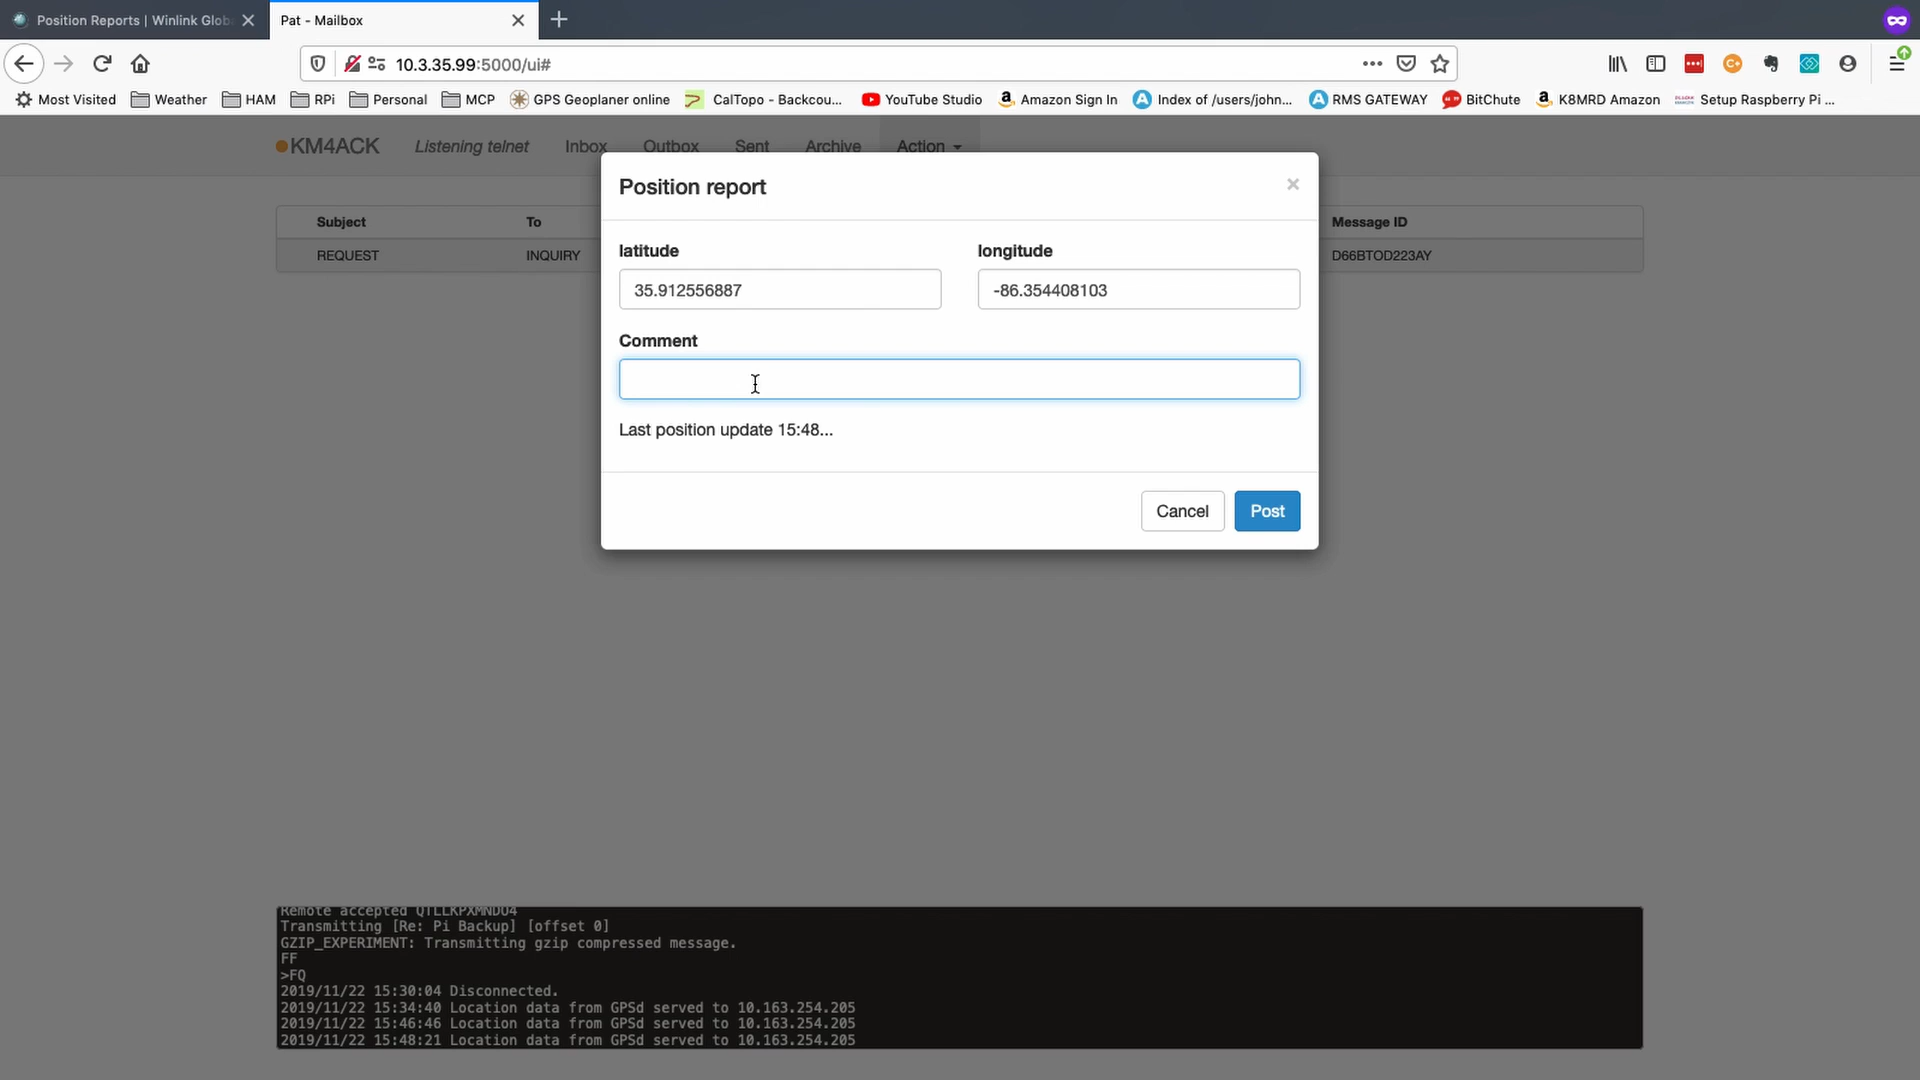 Position Reports | Winlink Glob
Pat - Mailbox
10.3.35.99:5000/ui#
Most Visited Weather HAM RPi Personal MCP GPS Geoplaner online CalTopo - Backcou... YouTube Studio Amazon Sign In Index of /users/john... RMS GATEWAY BitChute K8MRD Amazon Setup Raspberry Pi ...
KM4ACK Listening telnet Inbox Outbox Sent Archive Action
Position report
×
Subject To Message ID
REQUEST INQUIRY D66BTOD223AY
latitude longitude
35.912556887 -86.354408103
Comment
Last position update 15:48...
Cancel Post
Remote accepted QTLLKPXMNDU4
Transmitting [Re: Pi Backup] [offset 0]
GZIP_EXPERIMENT: Transmitting gzip compressed message.
FF
>FQ
2019/11/22 15:30:04 Disconnected.
2019/11/22 15:34:40 Location data from GPSd served to 10.163.254.205
2019/11/22 15:46:46 Location data from GPSd served to 10.163.254.205
2019/11/22 15:48:21 Location data from GPSd served to 10.163.254.205